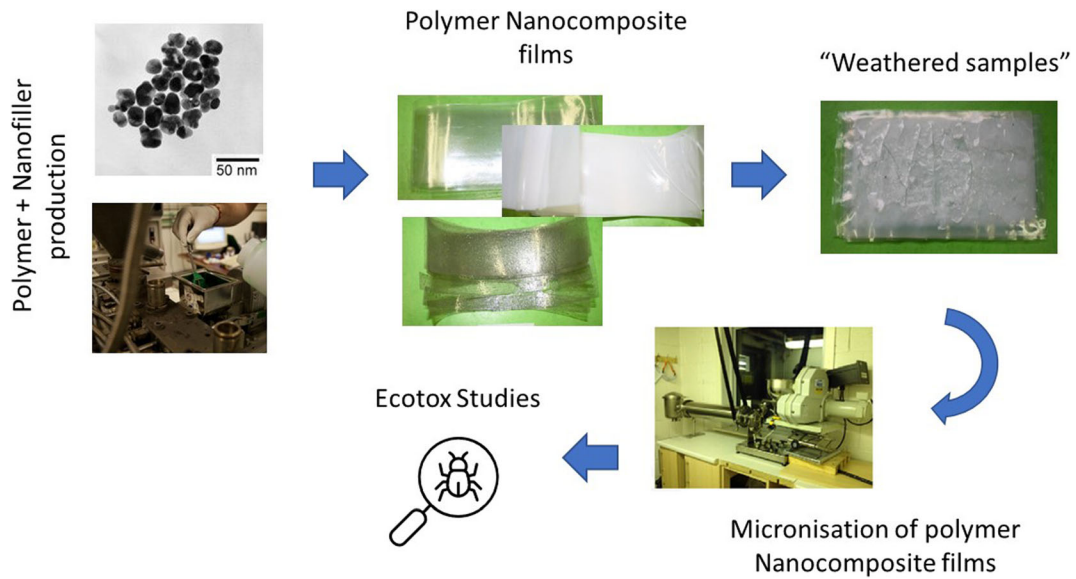 Polymer + Nanofiller
production
50 nm
Polymer Nanocomposite
films
“Weathered samples”
Micronisation of polymer
Nanocomposite films
Ecotox Studies